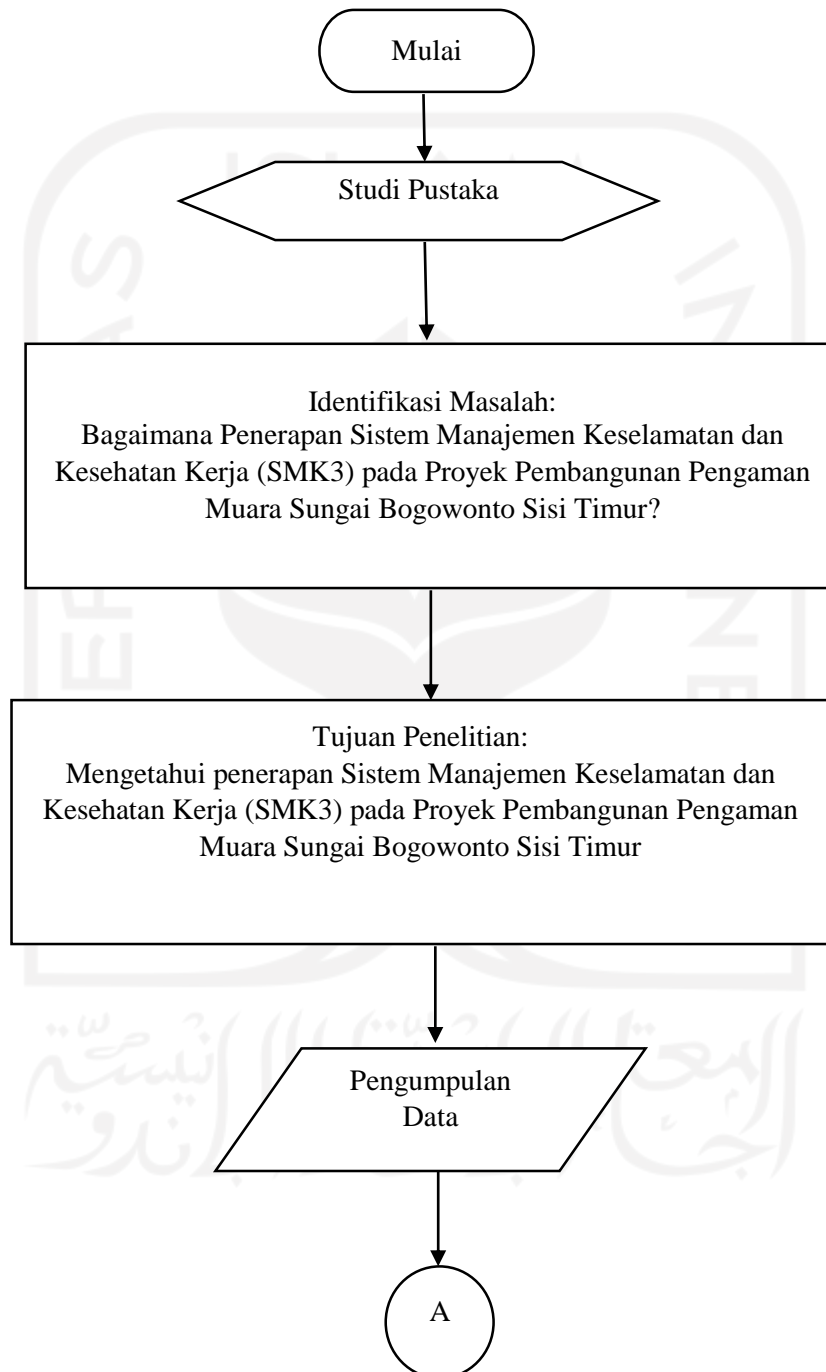 Mulai
Studi Pustaka
Identifikasi Masalah:
Bagaimana Penerapan Sistem Manajemen Keselamatan dan
Kesehatan Kerja (SMK3) pada Proyek Pembangunan Pengaman
Muara Sungai Bogowonto Sisi Timur?
Tujuan Penelitian:
Mengetahui penerapan Sistem Manajemen Keselamatan dan
Kesehatan Kerja (SMK3) pada Proyek Pembangunan Pengaman
Muara Sungai Bogowonto Sisi Timur
Pengumpulan
Data
A